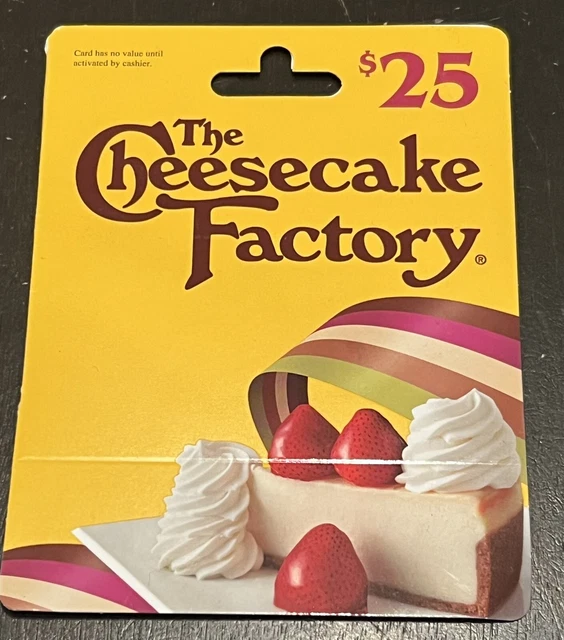 Card has no value until
activated by cashier.
$25
The
Cheesecake
Factory®